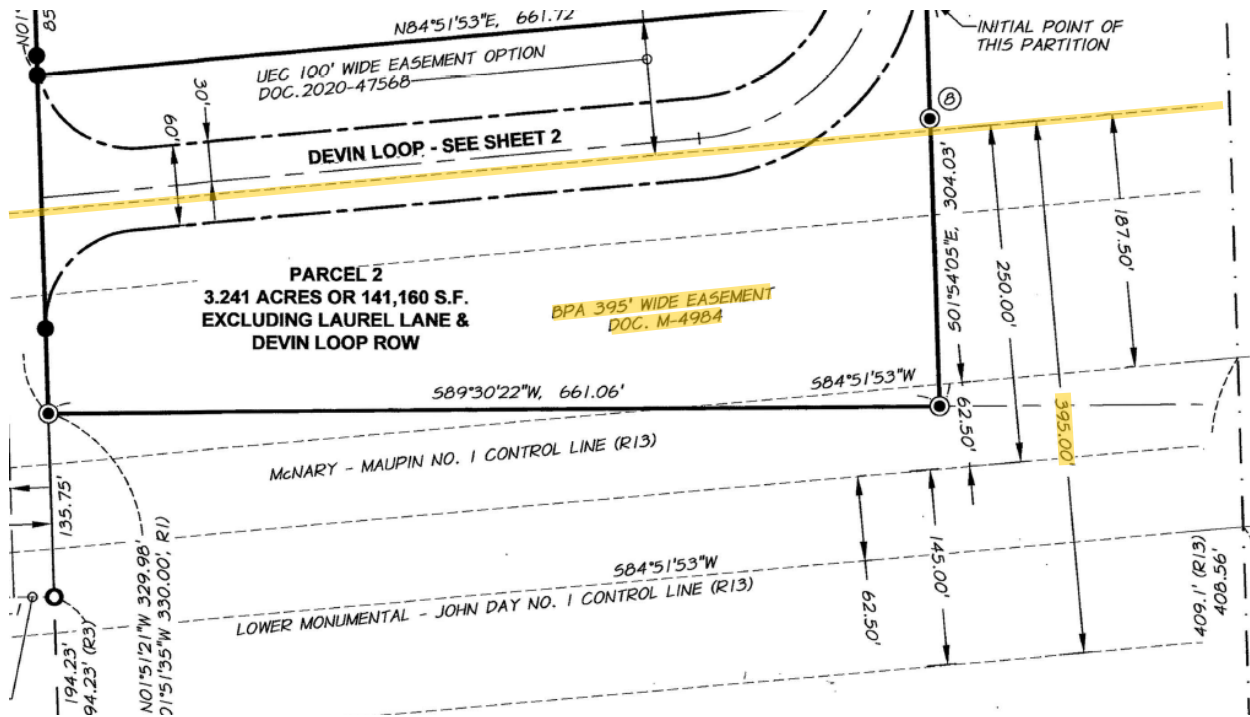 N84°51'53"E, 661.72'
INITIAL POINT OF
THIS PARTITION
UEC 100' WIDE EASEMENT OPTION
DOC.2020-47568
30'
60'
8
DEVIN LOOP - SEE SHEET 2
S01°54'05"E, 304.03'
250.00'
187.50'
PARCEL 2
3.241 ACRES OR 141,160 S.F.
EXCLUDING LAUREL LANE &
DEVIN LOOP ROW
BPA 395' WIDE EASEMENT
DOC. M-4984
S89°30'22"W, 661.06'
S84°51'53"W
62.50'
395.00'
McNARY - MAUPIN NO. 1 CONTROL LINE (R13)
135.75'
S84°51'53"W
LOWER MONUMENTAL - JOHN DAY NO. 1 CONTROL LINE (R13)
62.50'
145.00'
409.1' (R13)
408.56'
194.23'
94.23' (R3)
N01°51'21"W 329.98'
01°51'35"W 330.00', R1)